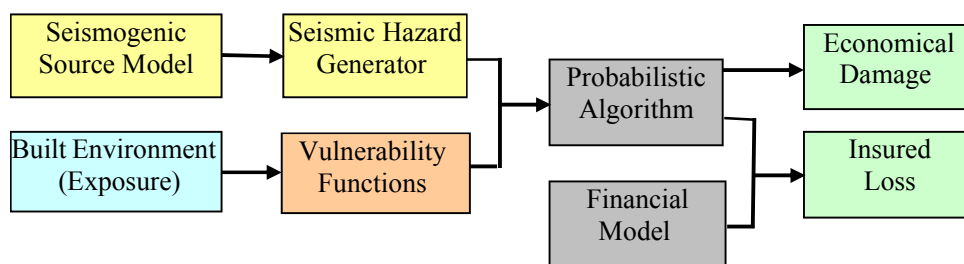 Seismogenic
Source Model
Seismic Hazard
Generator
Economical
Damage
Probabilistic
Algorithm
Built Environment
(Exposure)
Vulnerability
Functions
Insured
Loss
Financial
Model